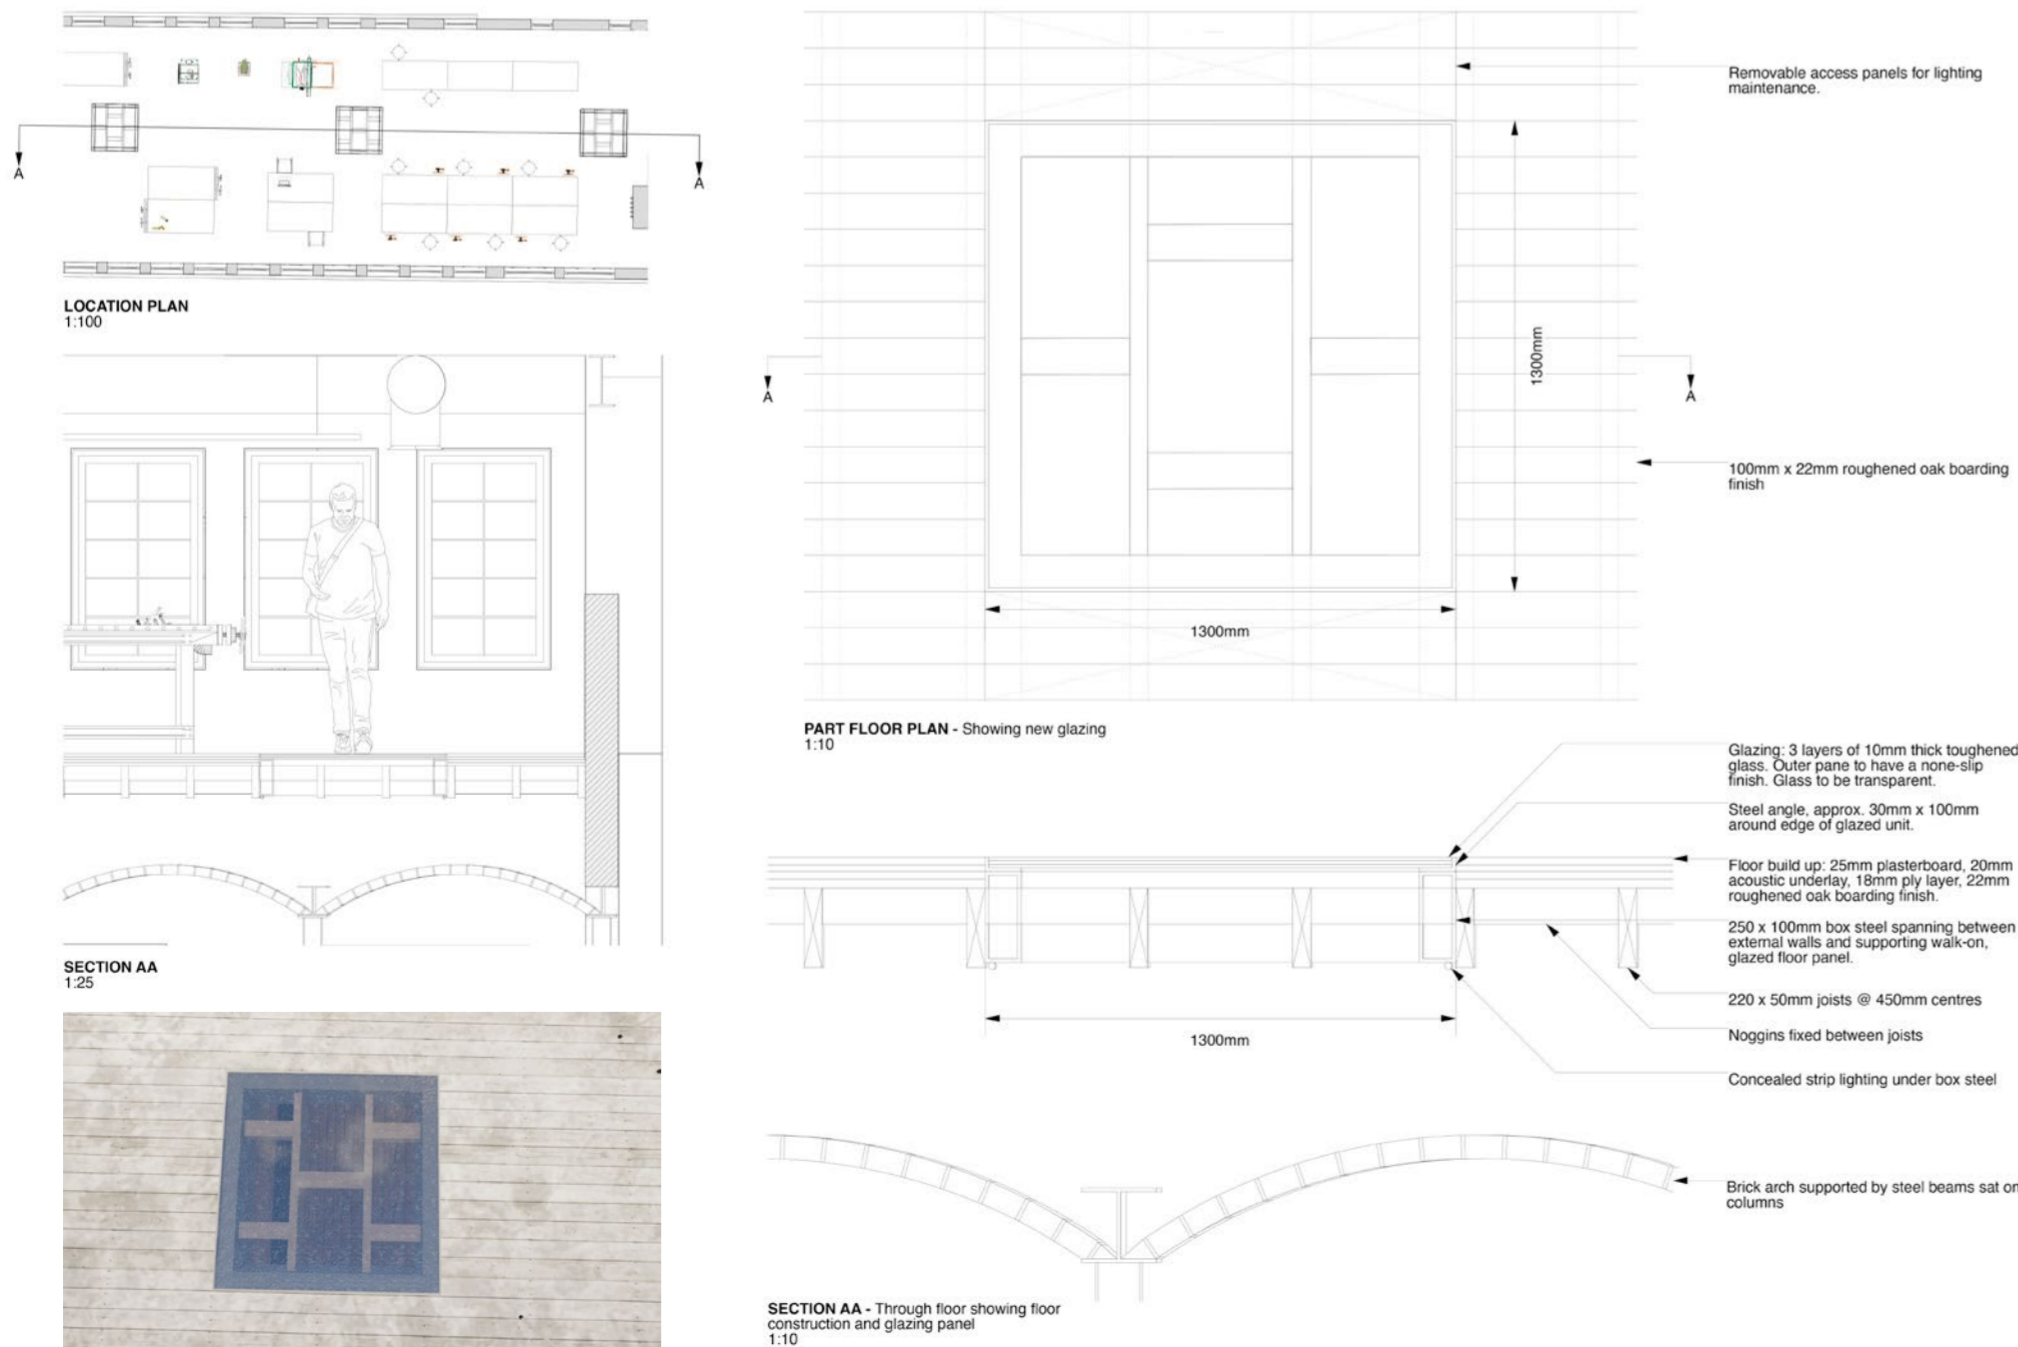 A
A
LOCATION PLAN
1:100
SECTION AA
1:25
Removable access panels for lighting
maintenance.
1300mm
A
A
100mm x 22mm roughened oak boarding
finish
1300mm
PART FLOOR PLAN - Showing new glazing
1:10
Glazing: 3 layers of 10mm thick toughened
glass. Outer pane to have a none-slip
finish. Glass to be transparent.
Steel angle, approx. 30mm x 100mm
around edge of glazed unit.
Floor build up: 25mm plasterboard, 20mm
acoustic underlay, 18mm ply layer, 22mm
roughened oak boarding finish.
250 x 100mm box steel spanning between
external walls and supporting walk-on,
glazed floor panel.
220 x 50mm joists @ 450mm centres
Noggins fixed between joists
1300mm
Concealed strip lighting under box steel
Brick arch supported by steel beams sat on
columns
SECTION AA - Through floor showing floor
construction and glazing panel
1:10